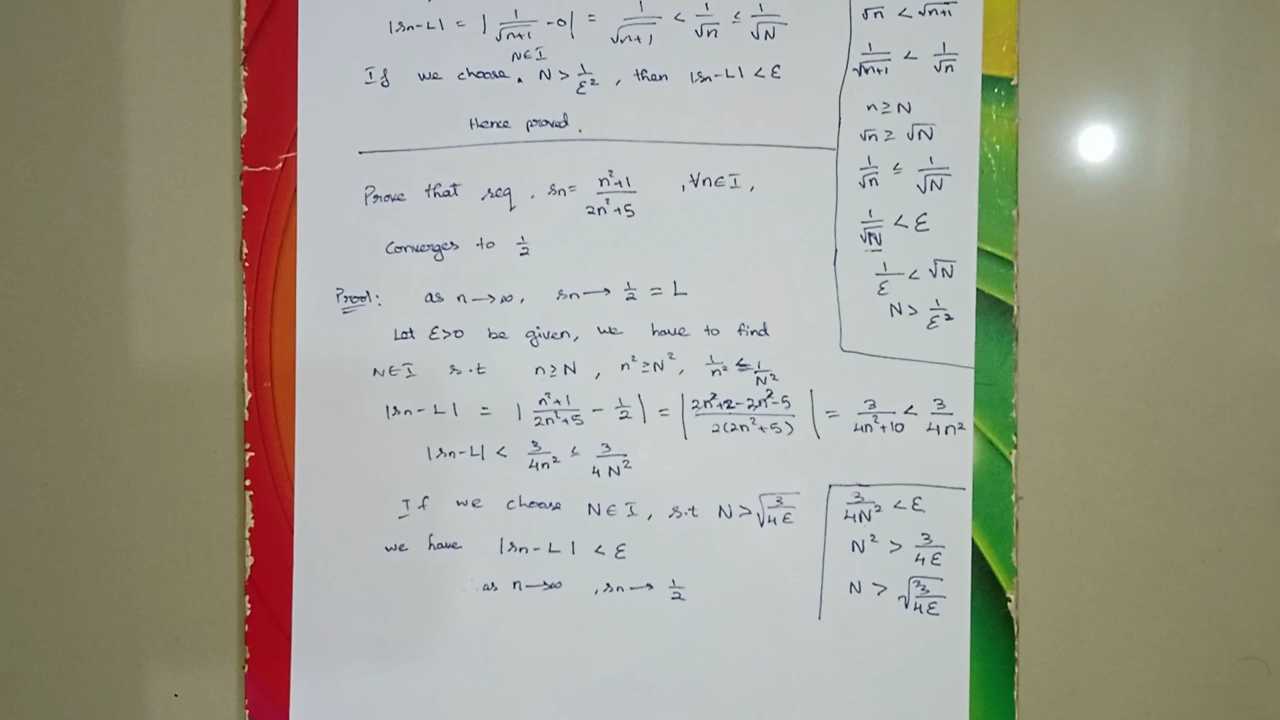 |sn-L| = |1/√n+1 - 0| = 1/√n+1 < 1/√n ≤ 1/√N
N∈I
If we choose, N > 1/ε², then |sn-L| < ε
Hence proved.
√n < √n+1
1/√n+1 < 1/√n
n ≥ N
√n ≥ √N
1/√n ≤ 1/√N
1/√N < ε
1/ε < √N
N > 1/ε²
Prove that seq. sn = n²+1/2n²+5, ∀n∈I,
Converges to 1/2
Proof: as n→∞, sn→ 1/2 = L
Let ε>0 be given, we have to find
N∈I s.t n≥N, n²≥N², 1/n² ≤ 1/N²
|sn-L| = |n²+1/2n²+5 - 1/2| = |2n²+2-2n²-5/2(2n²+5)| = 3/4n²+10 < 3/4n²
|sn-L| < 3/4n² ≤ 3/4N²
If we choose N∈I, s.t N > √3/4ε
we have |sn-L| < ε
as n→∞, sn→ 1/2
3/4N² < ε
N² > 3/4ε
N > √3/4ε